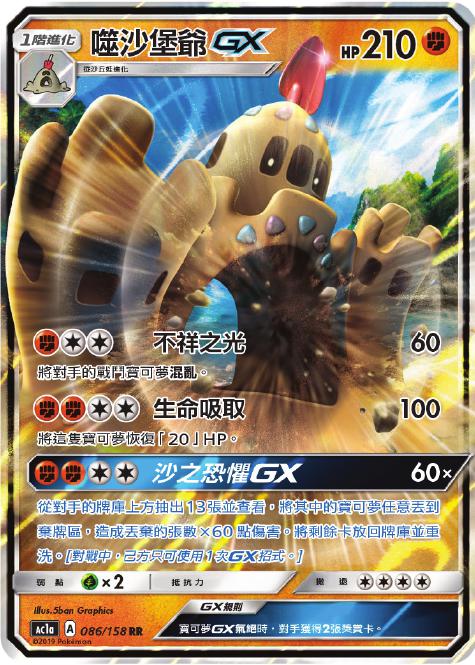 1階進化
噬沙堡爺GX
HP210
從沙丘娃進化
不祥之光 60
將對手的戰鬥寶可夢混亂。
生命吸取 100
將這隻寶可夢恢復「20」HP。
沙之恐懼GX 60×
從對手的牌庫上方抽出13張並查看,將其中的寶可夢任意丟到
棄牌區,造成丟棄的張數×60點傷害。將剩餘卡放回牌庫並重
洗。[對戰中,己方只可使用1次GX招式。]
弱點 ×2 抵抗力 撤退
illus.5ban Graphics
GX規則
AC1a A 086/158 RR
寶可夢GX氣絕時,對手獲得2張獎賞卡。
©2019 Pokémon